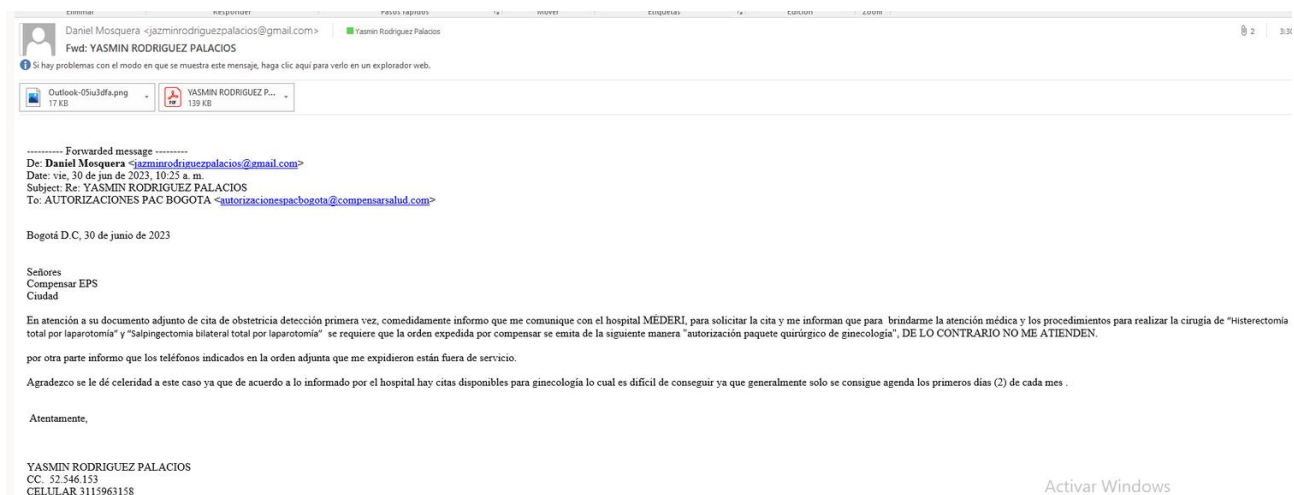 Eliminar Responder Pasos rápidos Mover Etiquetas Edición Zoom
Daniel Mosquera <jazminrodriguezpalacios@gmail.com> Yasmin Rodriguez Palacios 2 3:30
Fwd: YASMIN RODRIGUEZ PALACIOS
Si hay problemas con el modo en que se muestra este mensaje, haga clic aquí para verlo en un explorador web.
Outlook-05iu3dfa.png YASMIN RODRIGUEZ P...
17 KB 139 KB
---------- Forwarded message ---------
De: Daniel Mosquera <jazminrodriguezpalacios@gmail.com>
Date: vie, 30 de jun de 2023, 10:25 a. m.
Subject: Re: YASMIN RODRIGUEZ PALACIOS
To: AUTORIZACIONES PAC BOGOTA <autorizacionespacbogota@compensarsalud.com>
Bogotá D.C, 30 de junio de 2023
Señores
Compensar EPS
Ciudad
En atención a su documento adjunto de cita de obstetricia detección primera vez, comedidamente informo que me comunique con el hospital MÉDERI, para solicitar la cita y me informan que para brindarme la atención médica y los procedimientos para realizar la cirugía de "Histerectomía
total por laparotomía" y "Salpingectomia bilateral total por laparotomía" se requiere que la orden expedida por compensar se emita de la siguiente manera "autorización paquete quirúrgico de ginecología", DE LO CONTRARIO NO ME ATIENDEN.
por otra parte informo que los teléfonos indicados en la orden adjunta que me expidieron están fuera de servicio.
Agradezco se le dé celeridad a este caso ya que de acuerdo a lo informado por el hospital hay citas disponibles para ginecología lo cual es difícil de conseguir ya que generalmente solo se consigue agenda los primeros días (2) de cada mes .
Atentamente,
YASMIN RODRIGUEZ PALACIOS
CC. 52.546.153
CELULAR 3115963158
Activar Windows